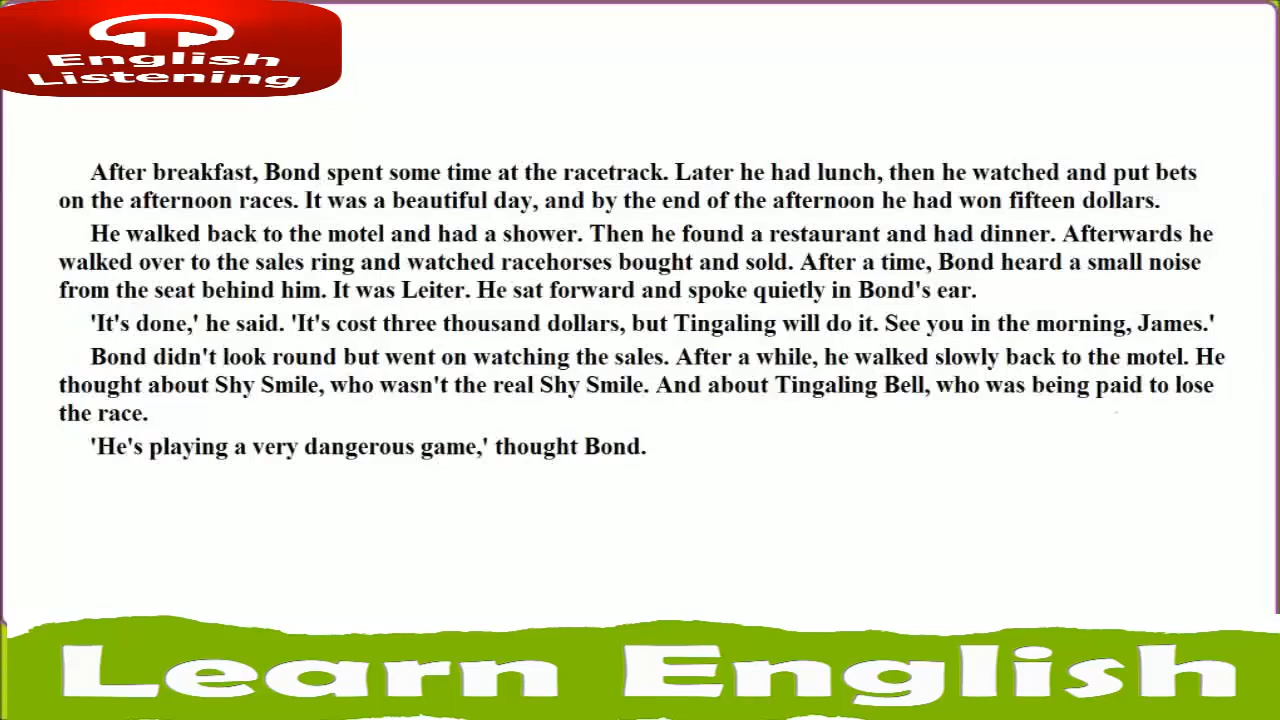 English
Listening
After breakfast, Bond spent some time at the racetrack. Later he had lunch, then he watched and put bets
on the afternoon races. It was a beautiful day, and by the end of the afternoon he had won fifteen dollars.
He walked back to the motel and had a shower. Then he found a restaurant and had dinner. Afterwards he
walked over to the sales ring and watched racehorses bought and sold. After a time, Bond heard a small noise
from the seat behind him. It was Leiter. He sat forward and spoke quietly in Bond's ear.
'It's done,' he said. 'It's cost three thousand dollars, but Tingaling will do it. See you in the morning, James.'
Bond didn't look round but went on watching the sales. After a while, he walked slowly back to the motel. He
thought about Shy Smile, who wasn't the real Shy Smile. And about Tingaling Bell, who was being paid to lose
the race.
'He's playing a very dangerous game,' thought Bond.
Learn English